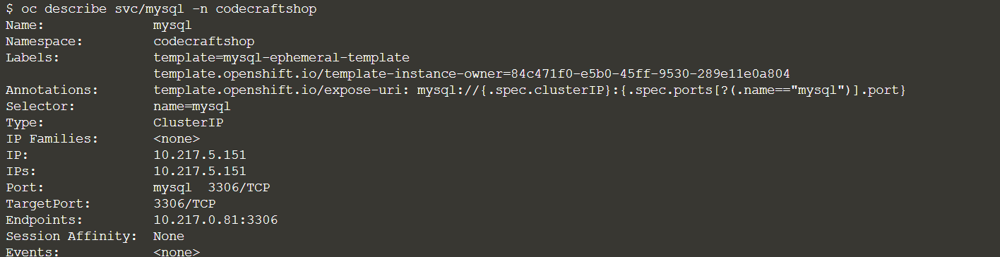 $ oc describe svc/mysql -n codecraftshop
Name:              mysql
Namespace:         codecraftshop
Labels:            template=mysql-ephemeral-template
                   template.openshift.io/template-instance-owner=84c471f0-e5b0-45ff-9530-289e11e0a804
Annotations:       template.openshift.io/expose-uri: mysql://{.spec.clusterIP}:{.spec.ports[?(.name=="mysql")].port}
Selector:          name=mysql
Type:              ClusterIP
IP Families:       <none>
IP:                10.217.5.151
IPs:               10.217.5.151
Port:              mysql  3306/TCP
TargetPort:        3306/TCP
Endpoints:         10.217.0.81:3306
Session Affinity:  None
Events:            <none>